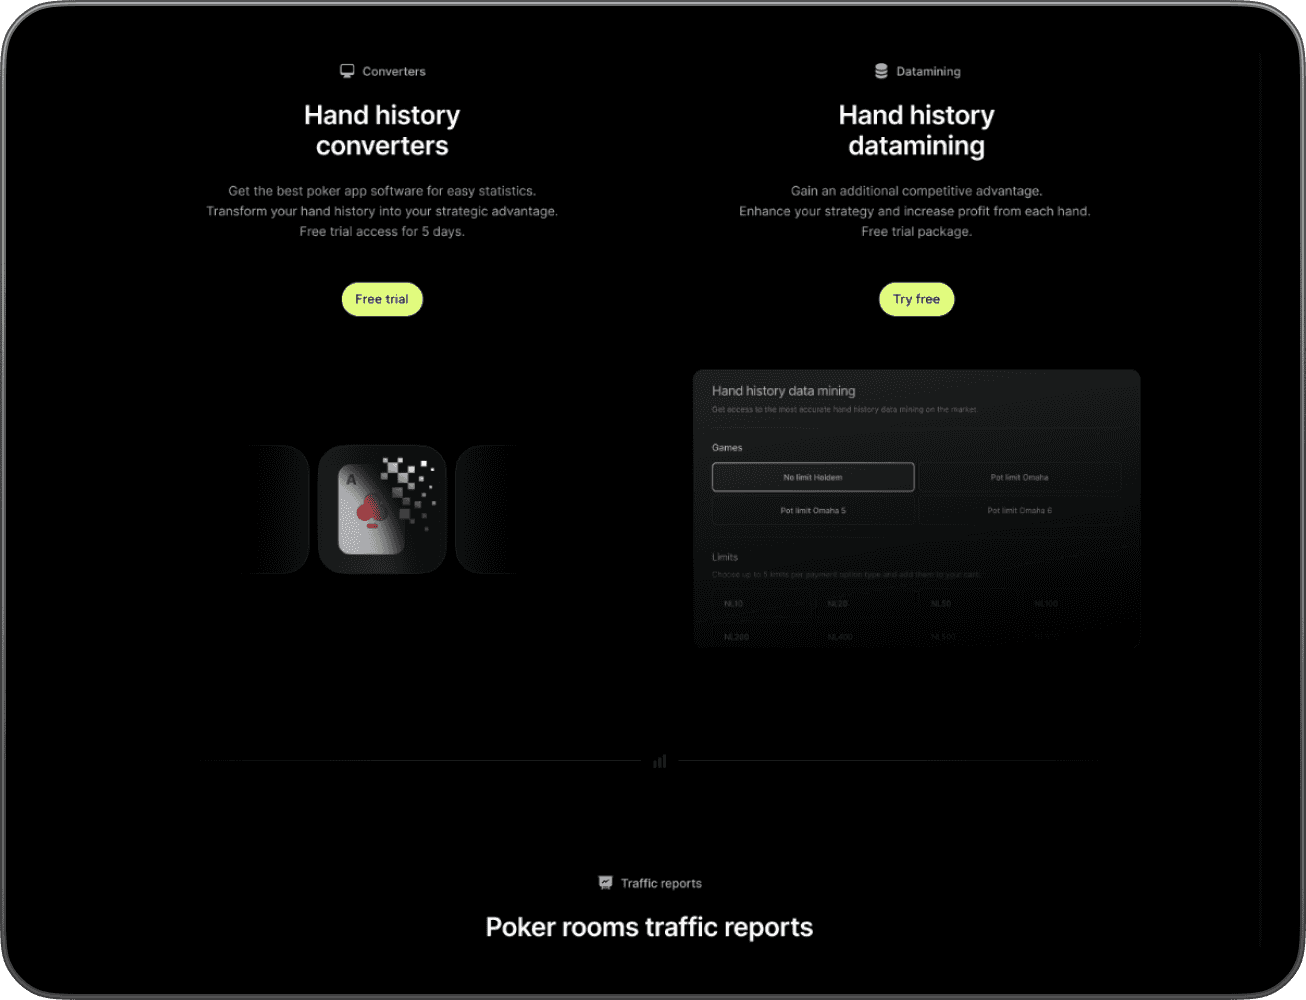 Converters
Hand history
converters
Get the best poker app software for easy statistics.
Transform your hand history into your strategic advantage.
Free trial access for 5 days.
Free trial
A
Datamining
Hand history
datamining
Gain an additional competitive advantage.
Enhance your strategy and increase profit from each hand.
Free trial package.
Try free
Hand history data mining
Get access to the most accurate hand history data mining on the market
Games
No limit Holdem
Pot limit Omaha
Pot limit Omaha 5
Pot limit Omaha 6
Limits
Choose up to 5 limits per payment option type and add them to your cart
NL10
NL20
NL50
NL100
NL200
NL400
NL500
Traffic reports
Poker rooms traffic reports